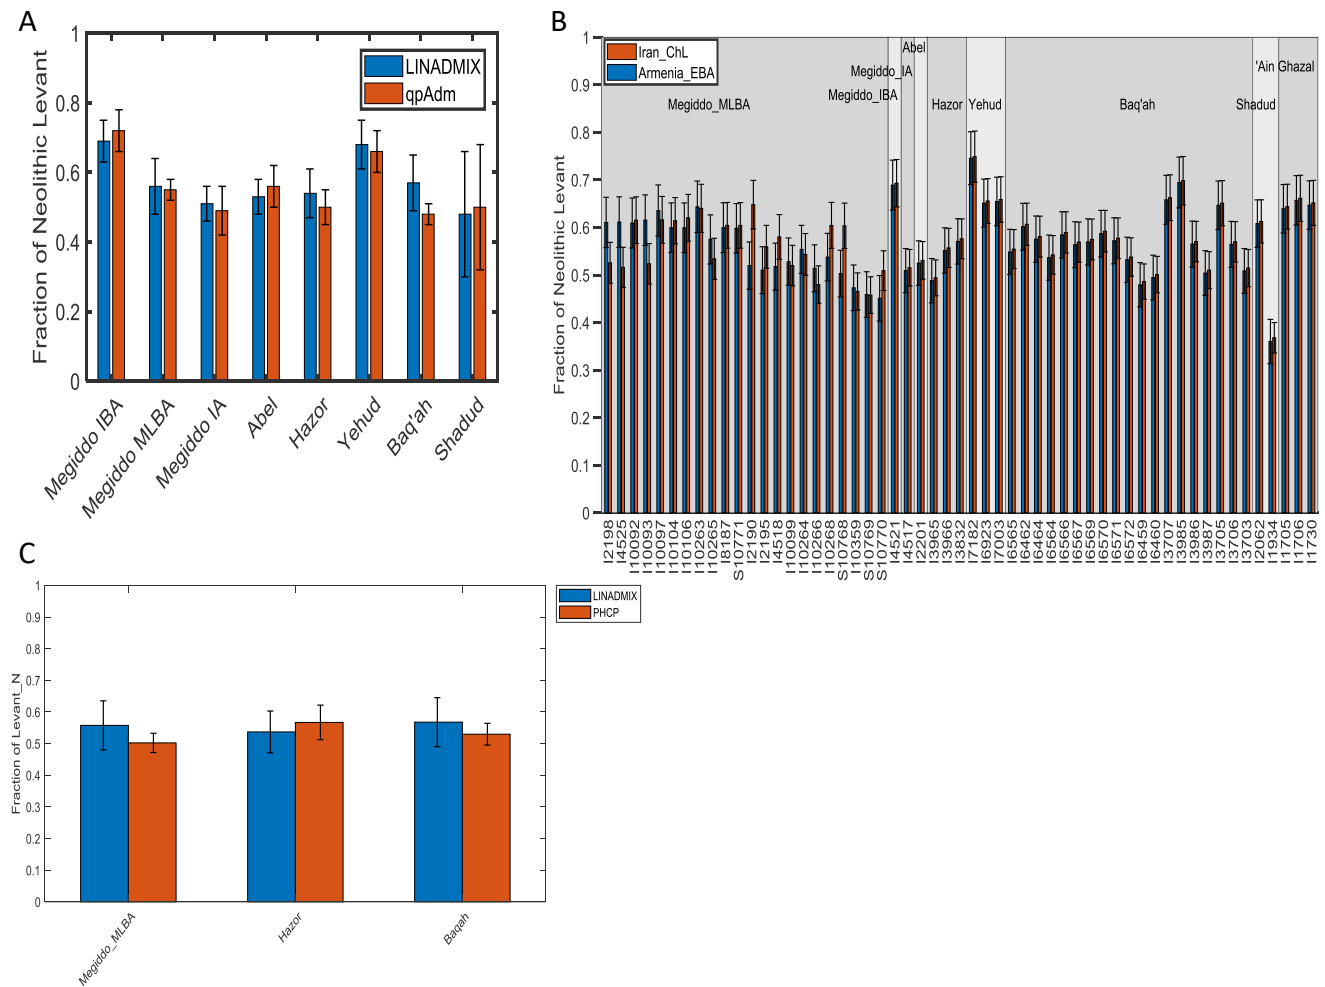 A
1
0.8
0.6
0.4
0.2
0
Fraction of Neolithic Levant
LINADMIX
qpAdm
Megiddo IBA
Megiddo MLBA
Megiddo IA
Abel
Hazor
Yehud
Baq'ah
Shadud
B
1
0.9
0.8
0.7
0.6
0.5
0.4
0.3
0.2
0.1
0
Fraction of Neolithic Levant
Iran_ChL
Armenia_EBA
Megiddo_MLBA
Megiddo_IBA
Megiddo_IA
Abel
Hazor
Yehud
Baq'ah
Shadud
'Ain Ghazal
I2198
I4525
I10092
I10093
I10097
I10104
I10106
I10263
I10265
I8187
S10771
I2190
I2195
I4518
I10099
I10264
I10266
I10268
S10768
I10359
S10769
S10770
I4521
I4517
I2201
I3965
I3966
I3832
I7182
I6923
I7003
I6565
I6462
I6464
I6564
I6566
I6567
I6569
I6570
I6571
I6572
I6459
I6460
I3707
I3985
I3986
I3987
I3705
I3706
I3703
I2062
I1934
I1705
I1706
I1730
C
1
0.9
0.8
0.7
0.6
0.5
0.4
0.3
0.2
0.1
0
Fraction of Levant_N
LINADMIX
PHCP
Megiddo_MLBA
Hazor
Baqah